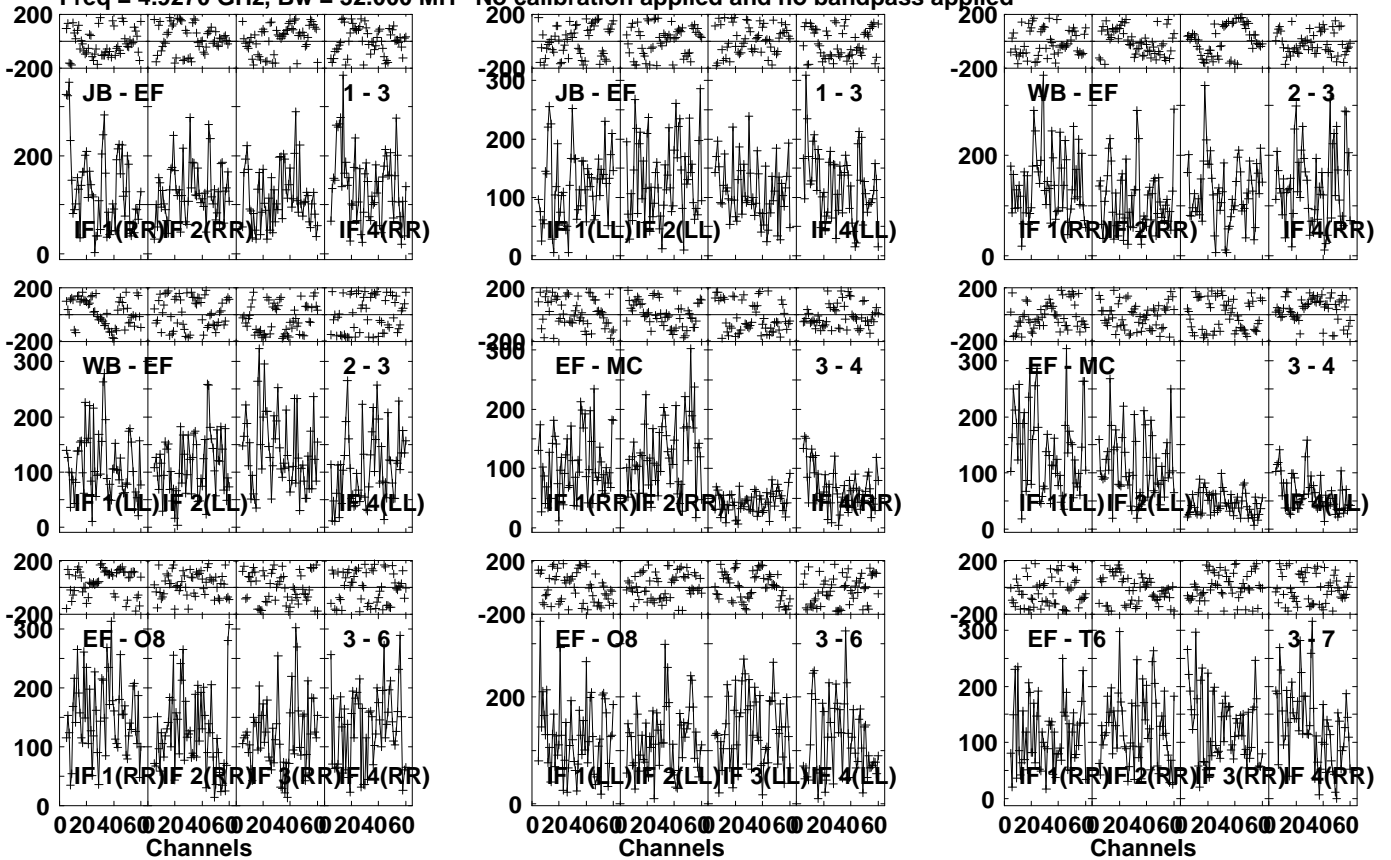 Freq = 4.9270 GHz, Bw = 32.000 MH No calibration applied and no bandpass applied
200
-200
JB - EF 1 - 3
200
0
IF 1(RR) IF 2(RR) IF 4(RR)
200
-200
300
JB - EF 1 - 3
200
100
0
IF 1(LL) IF 2(LL) IF 4(LL)
200
-200
WB - EF 2 - 3
200
0
IF 1(RR) IF 2(RR) IF 4(RR)
200
-200
300
WB - EF 2 - 3
200
100
0
IF 1(LL) IF 2(LL) IF 4(LL)
200
-200
300
EF - MC 3 - 4
200
100
0
IF 1(RR) IF 2(RR) IF 4(RR)
200
-200
300
EF - MC 3 - 4
200
100
0
IF 1(LL) IF 2(LL) IF 4(LL)
200
-200
300
EF - O8 3 - 6
200
100
0
IF 1(RR) IF 2(RR) IF 3(RR) IF 4(RR)
0 20 40 60 0 20 40 60 0 20 40 60 0 20 40 60
Channels
200
-200
EF - O8 3 - 6
200
0
IF 1(LL) IF 2(LL) IF 3(LL) IF 4(LL)
0 20 40 60 0 20 40 60 0 20 40 60 0 20 40 60
Channels
200
-200
300
EF - T6 3 - 7
200
100
0
IF 1(RR) IF 2(RR) IF 3(RR) IF 4(RR)
0 20 40 60 0 20 40 60 0 20 40 60 0 20 40 60
Channels